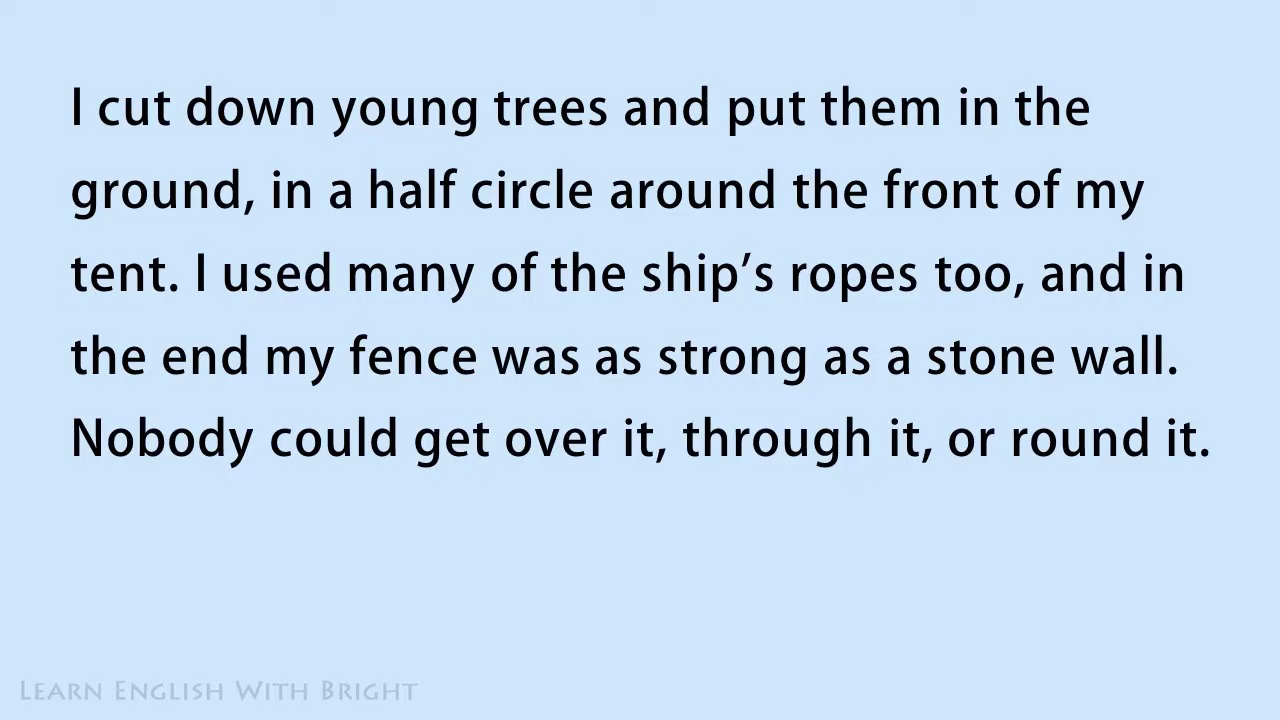 I cut down young trees and put them in the
ground, in a half circle around the front of my
tent. I used many of the ship’s ropes too, and in
the end my fence was as strong as a stone wall.
Nobody could get over it, through it, or round it.
Learn English With Bright